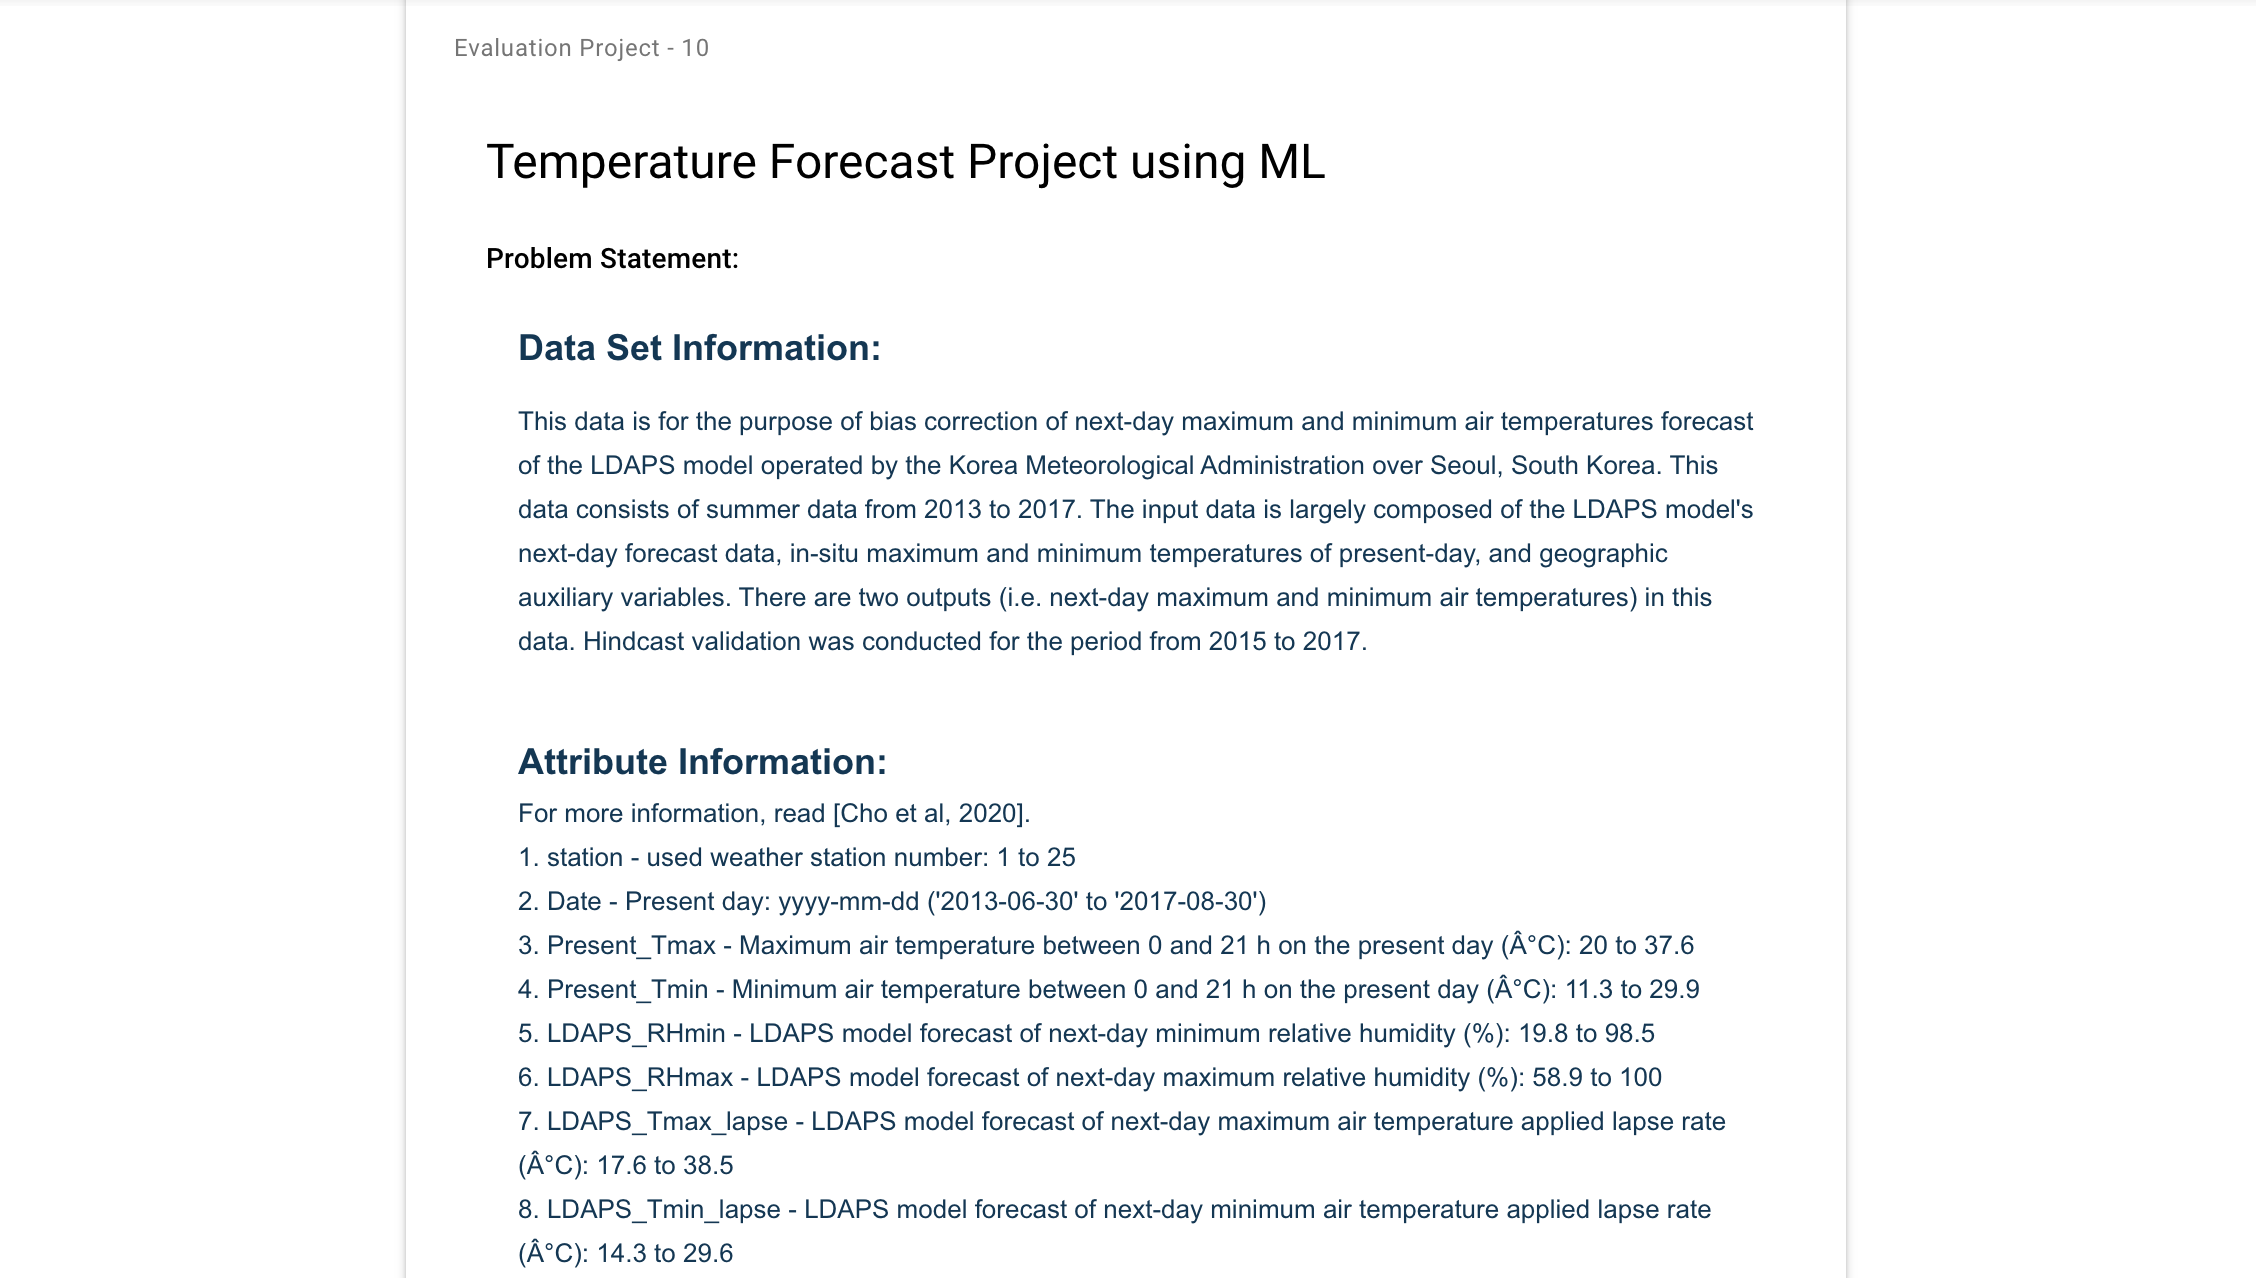 Evaluation Project - 10
Temperature Forecast Project using ML
Problem Statement:
Data Set Information:
This data is for the purpose of bias correction of next-day maximum and minimum air temperatures forecast
of the LDAPS model operated by the Korea Meteorological Administration over Seoul, South Korea. This
data consists of summer data from 2013 to 2017. The input data is largely composed of the LDAPS model's
next-day forecast data, in-situ maximum and minimum temperatures of present-day, and geographic
auxiliary variables. There are two outputs (i.e. next-day maximum and minimum air temperatures) in this
data. Hindcast validation was conducted for the period from 2015 to 2017.
Attribute Information:
For more information, read [Cho et al, 2020].
1. station - used weather station number: 1 to 25
2. Date - Present day: yyyy-mm-dd ('2013-06-30' to '2017-08-30')
3. Present_Tmax - Maximum air temperature between 0 and 21 h on the present day (Â°C): 20 to 37.6
4. Present_Tmin - Minimum air temperature between 0 and 21 h on the present day (Â°C): 11.3 to 29.9
5. LDAPS_RHmin - LDAPS model forecast of next-day minimum relative humidity (%): 19.8 to 98.5
6. LDAPS_RHmax - LDAPS model forecast of next-day maximum relative humidity (%): 58.9 to 100
7. LDAPS_Tmax_lapse - LDAPS model forecast of next-day maximum air temperature applied lapse rate
(Â°C): 17.6 to 38.5
8. LDAPS_Tmin_lapse - LDAPS model forecast of next-day minimum air temperature applied lapse rate
(Â°C): 14.3 to 29.6